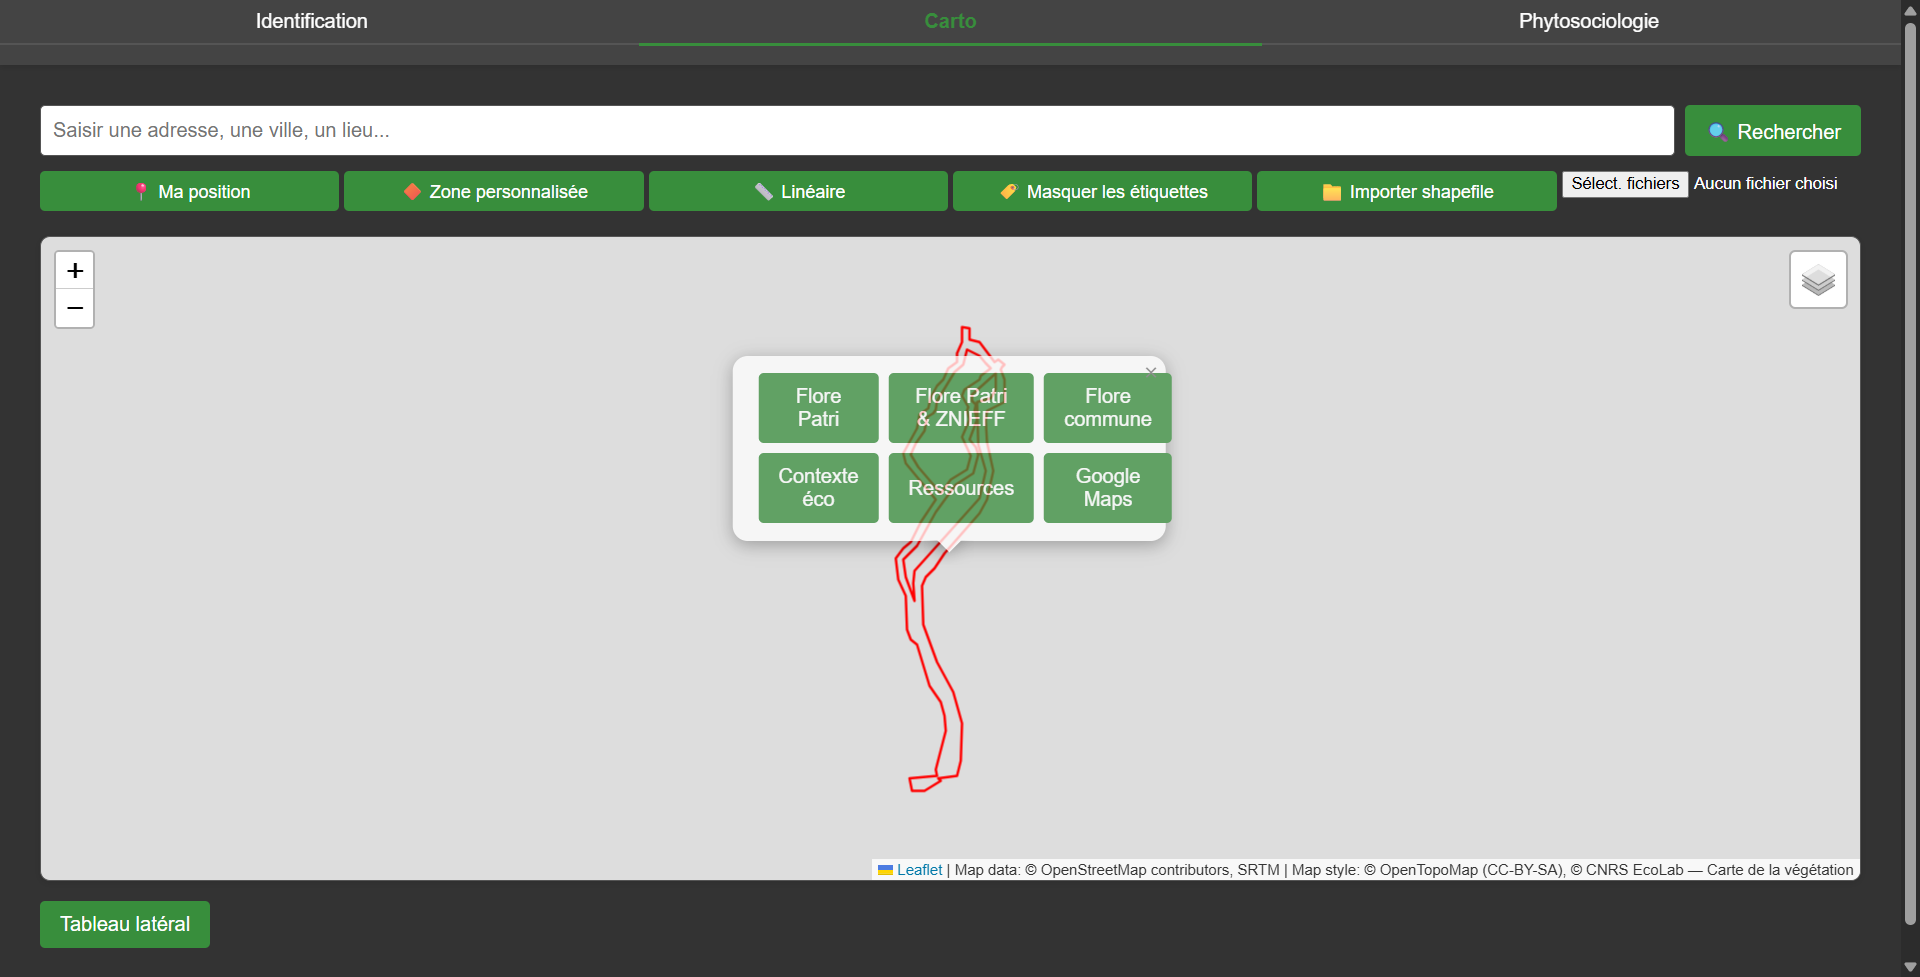 Identification
Carto
Phytosociologie
Saisir une adresse, une ville, un lieu...
Rechercher
Ma position
Zone personnalisée
Linéaire
Masquer les étiquettes
Importer shapefile
Sélect. fichiers
Aucun fichier choisi
+
−
Flore
Patri
Flore Patri
& ZNIEFF
Flore
commune
Contexte
éco
Ressources
Google
Maps
Leaflet | Map data: © OpenStreetMap contributors, SRTM | Map style: © OpenTopoMap (CC-BY-SA), © CNRS EcoLab — Carte de la végétation
Tableau latéral